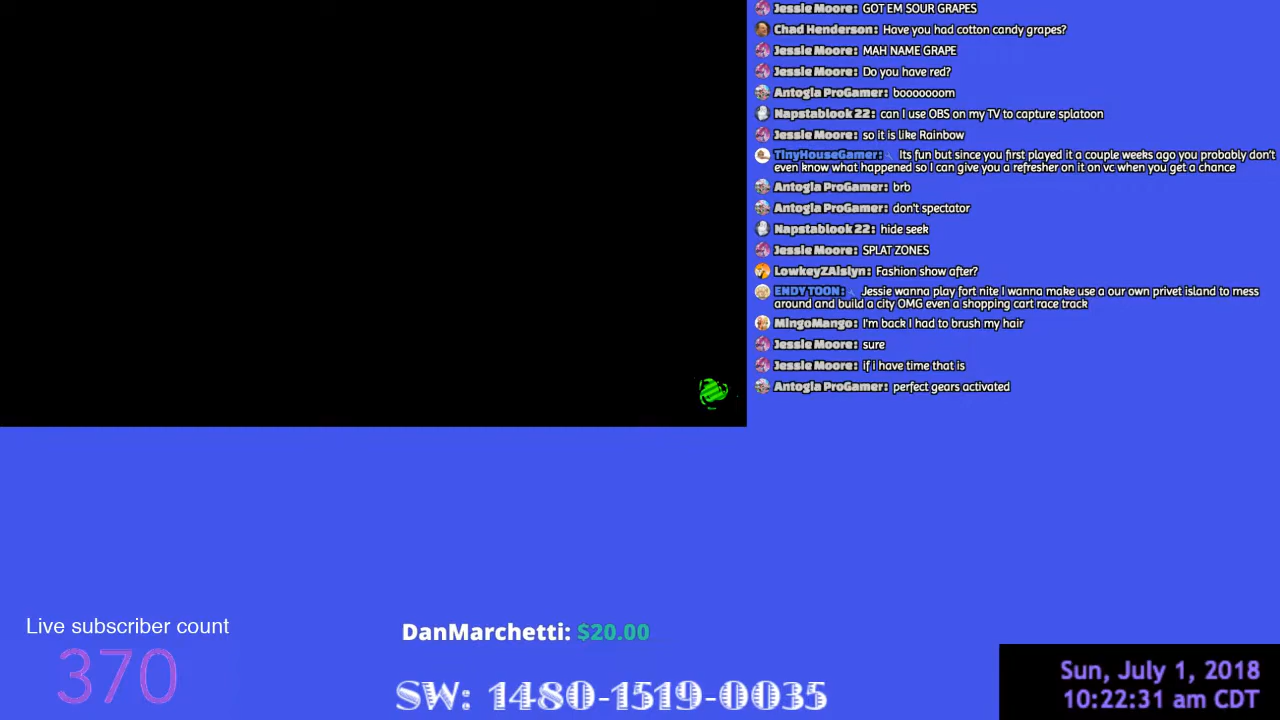 Jessie Moore: GOT EM SOUR GRAPES
Chad Henderson: Have you had cotton candy grapes?
Jessie Moore: MAH NAME GRAPE
Jessie Moore: Do you have red?
Antogla ProGamer: booooooom
Napstablook 22: can I use OBS on my TV to capture splatoon
Jessie Moore: so it is like Rainbow
TinyHouseGamer: Its fun but since you first played it a couple weeks ago you probably don't
even know what happened so I can give you a refresher on it on vc when you get a chance
Antogla ProGamer: brb
Antogla ProGamer: don't spectator
Napstablook 22: hide seek
Jessie Moore: SPLAT ZONES
LowkeyZAislyn: Fashion show after?
ENDY TOON: Jessie wanna play fort nite I wanna make use a our own privet island to mess
around and build a city OMG even a shopping cart race track
MingoMango: I'm back I had to brush my hair
Jessie Moore: sure
Jessie Moore: if i have time that is
Antogla ProGamer: perfect gears activated
Live subscriber count
370
DanMarchetti: $20.00
SW: 1480-1519-0035
Sun, July 1, 2018
10:22:31 am CDT